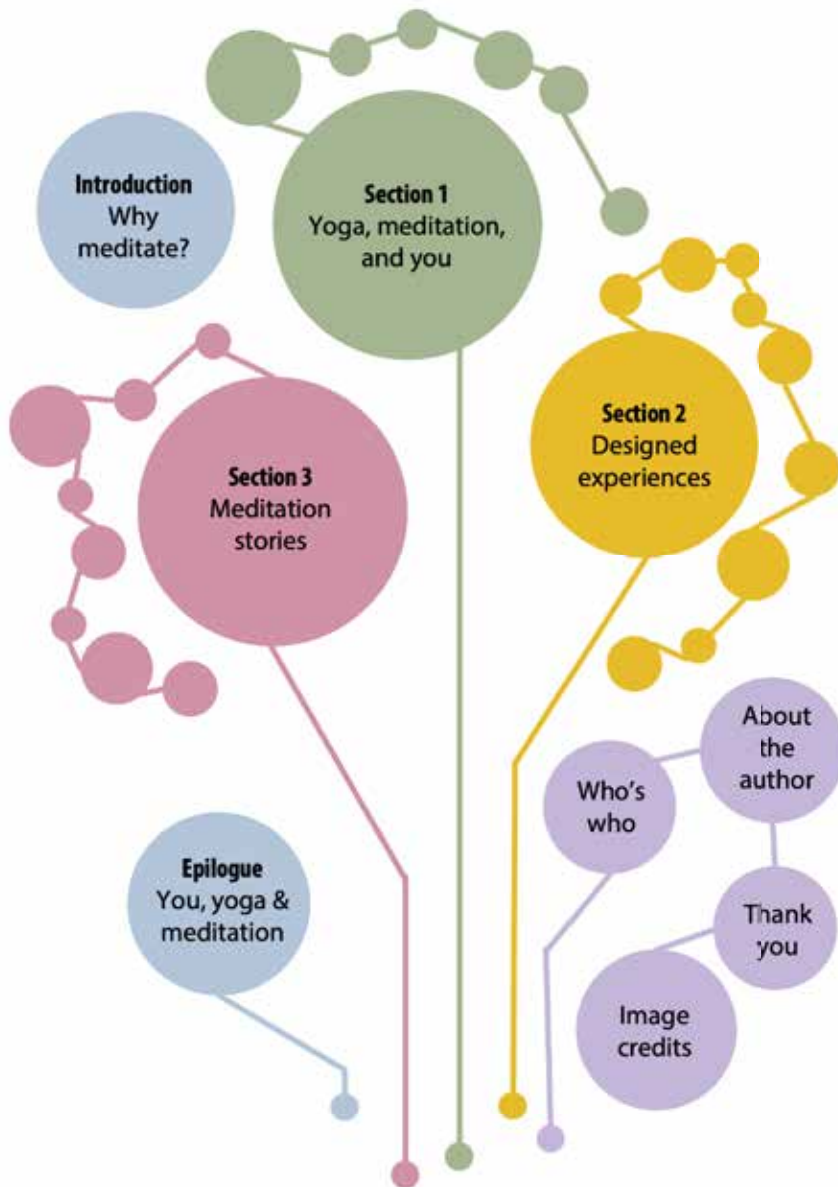 Introduction
Why
meditate?
Section 1
Yoga, meditation,
and you
Section 2
Designed
experiences
Section 3
Meditation
stories
Epilogue
You, yoga &
meditation
Who's
who
About
the
author
Thank
you
Image
credits